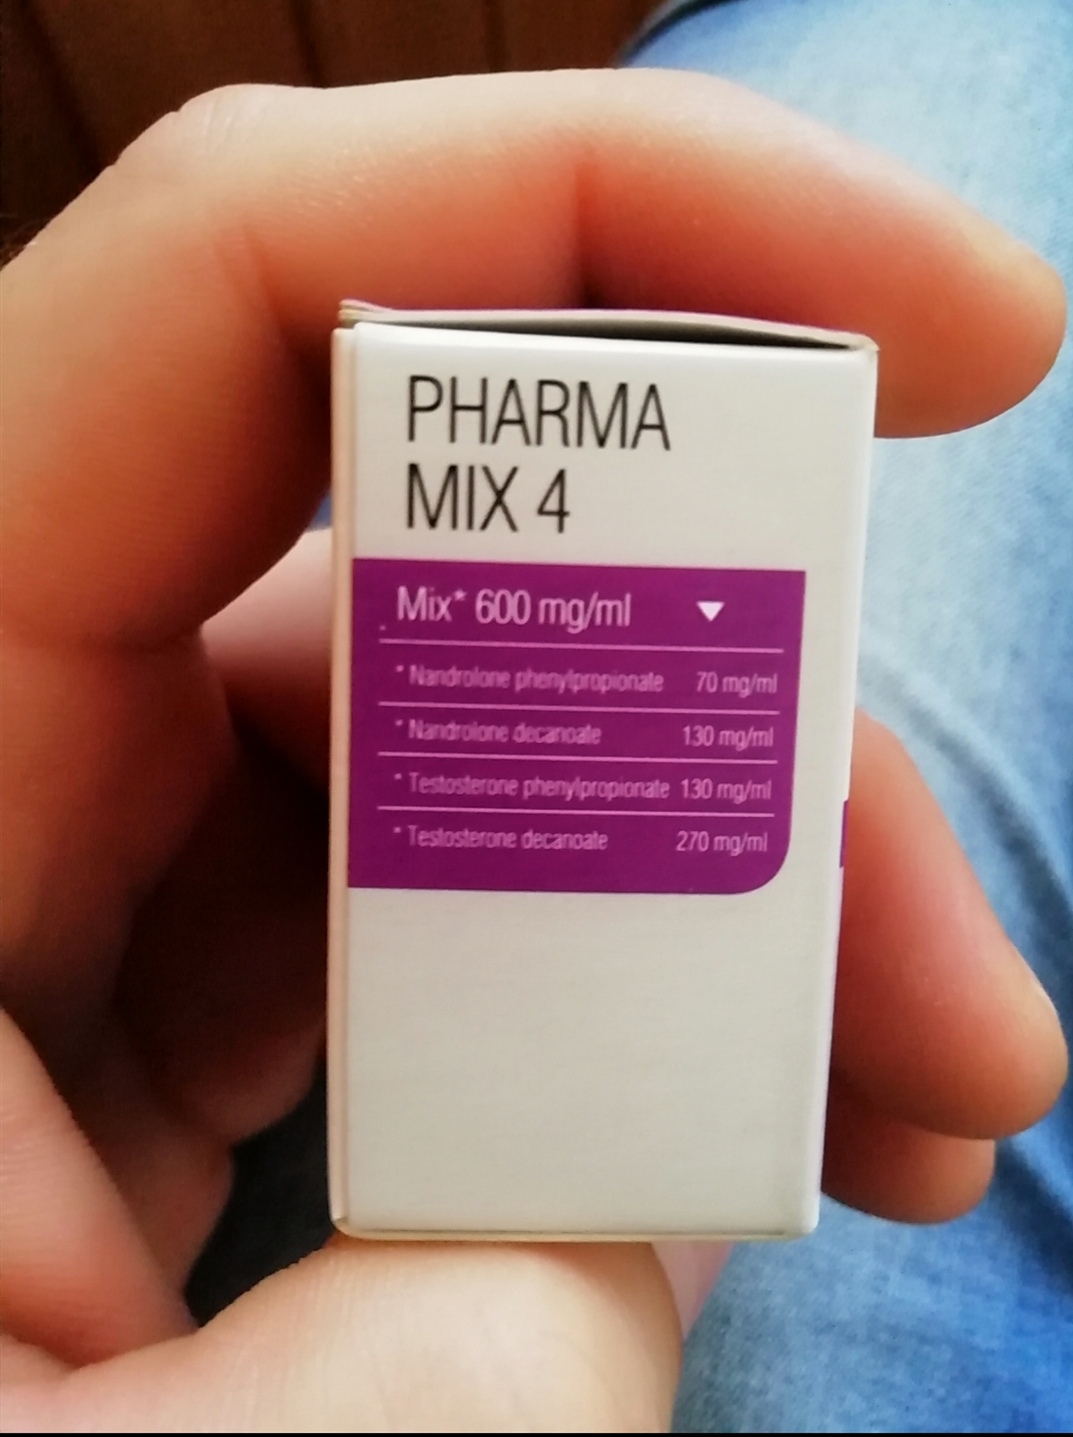 PHARMA
MIX 4
Mix* 600 mg/ml
* Nandrolone phenylpropionate 70 mg/ml
* Nandrolone decanoate 130 mg/ml
* Testosterone phenylpropionate 130 mg/ml
* Testosterone decanoate 270 mg/ml